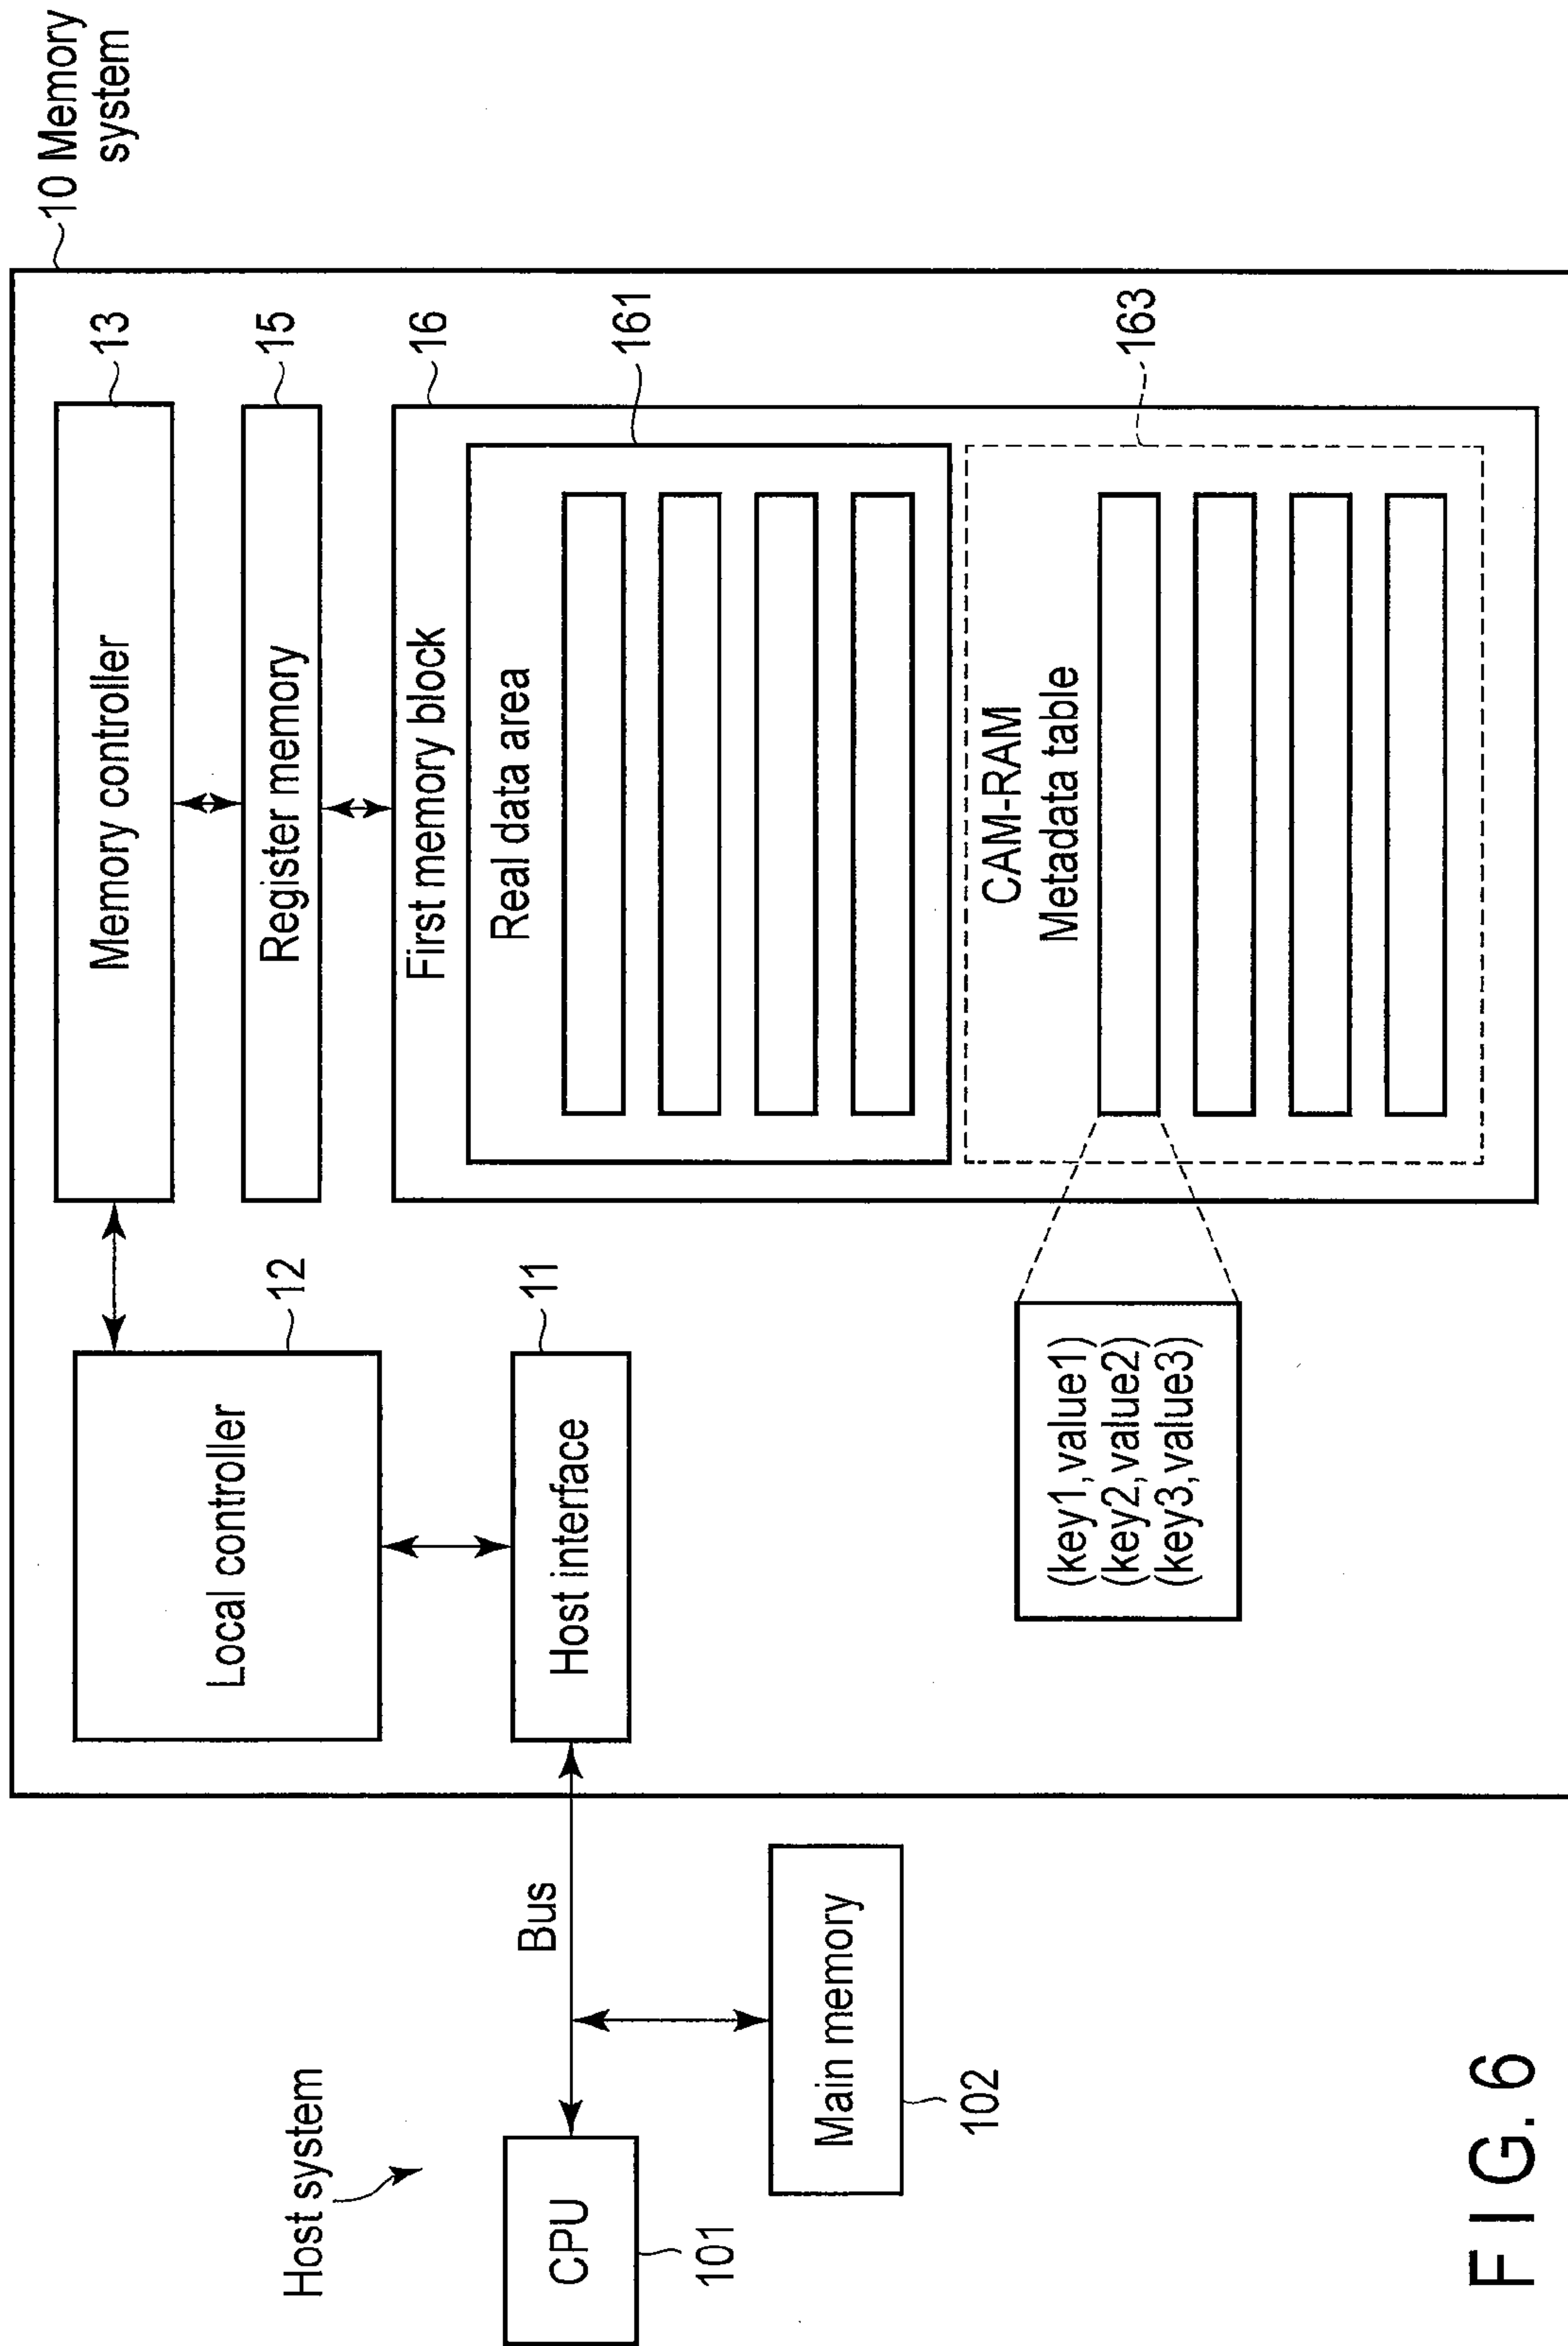 10 Memory
system
Host system
CPU
101
Bus
Main memory
102
Local controller
12
Host interface
11
Memory controller
13
Register memory
15
First memory block
16
Real data area
161
CAM-RAM
Metadata table
163
(key1,value1)
(key2,value2)
(key3,value3)
FIG. 6